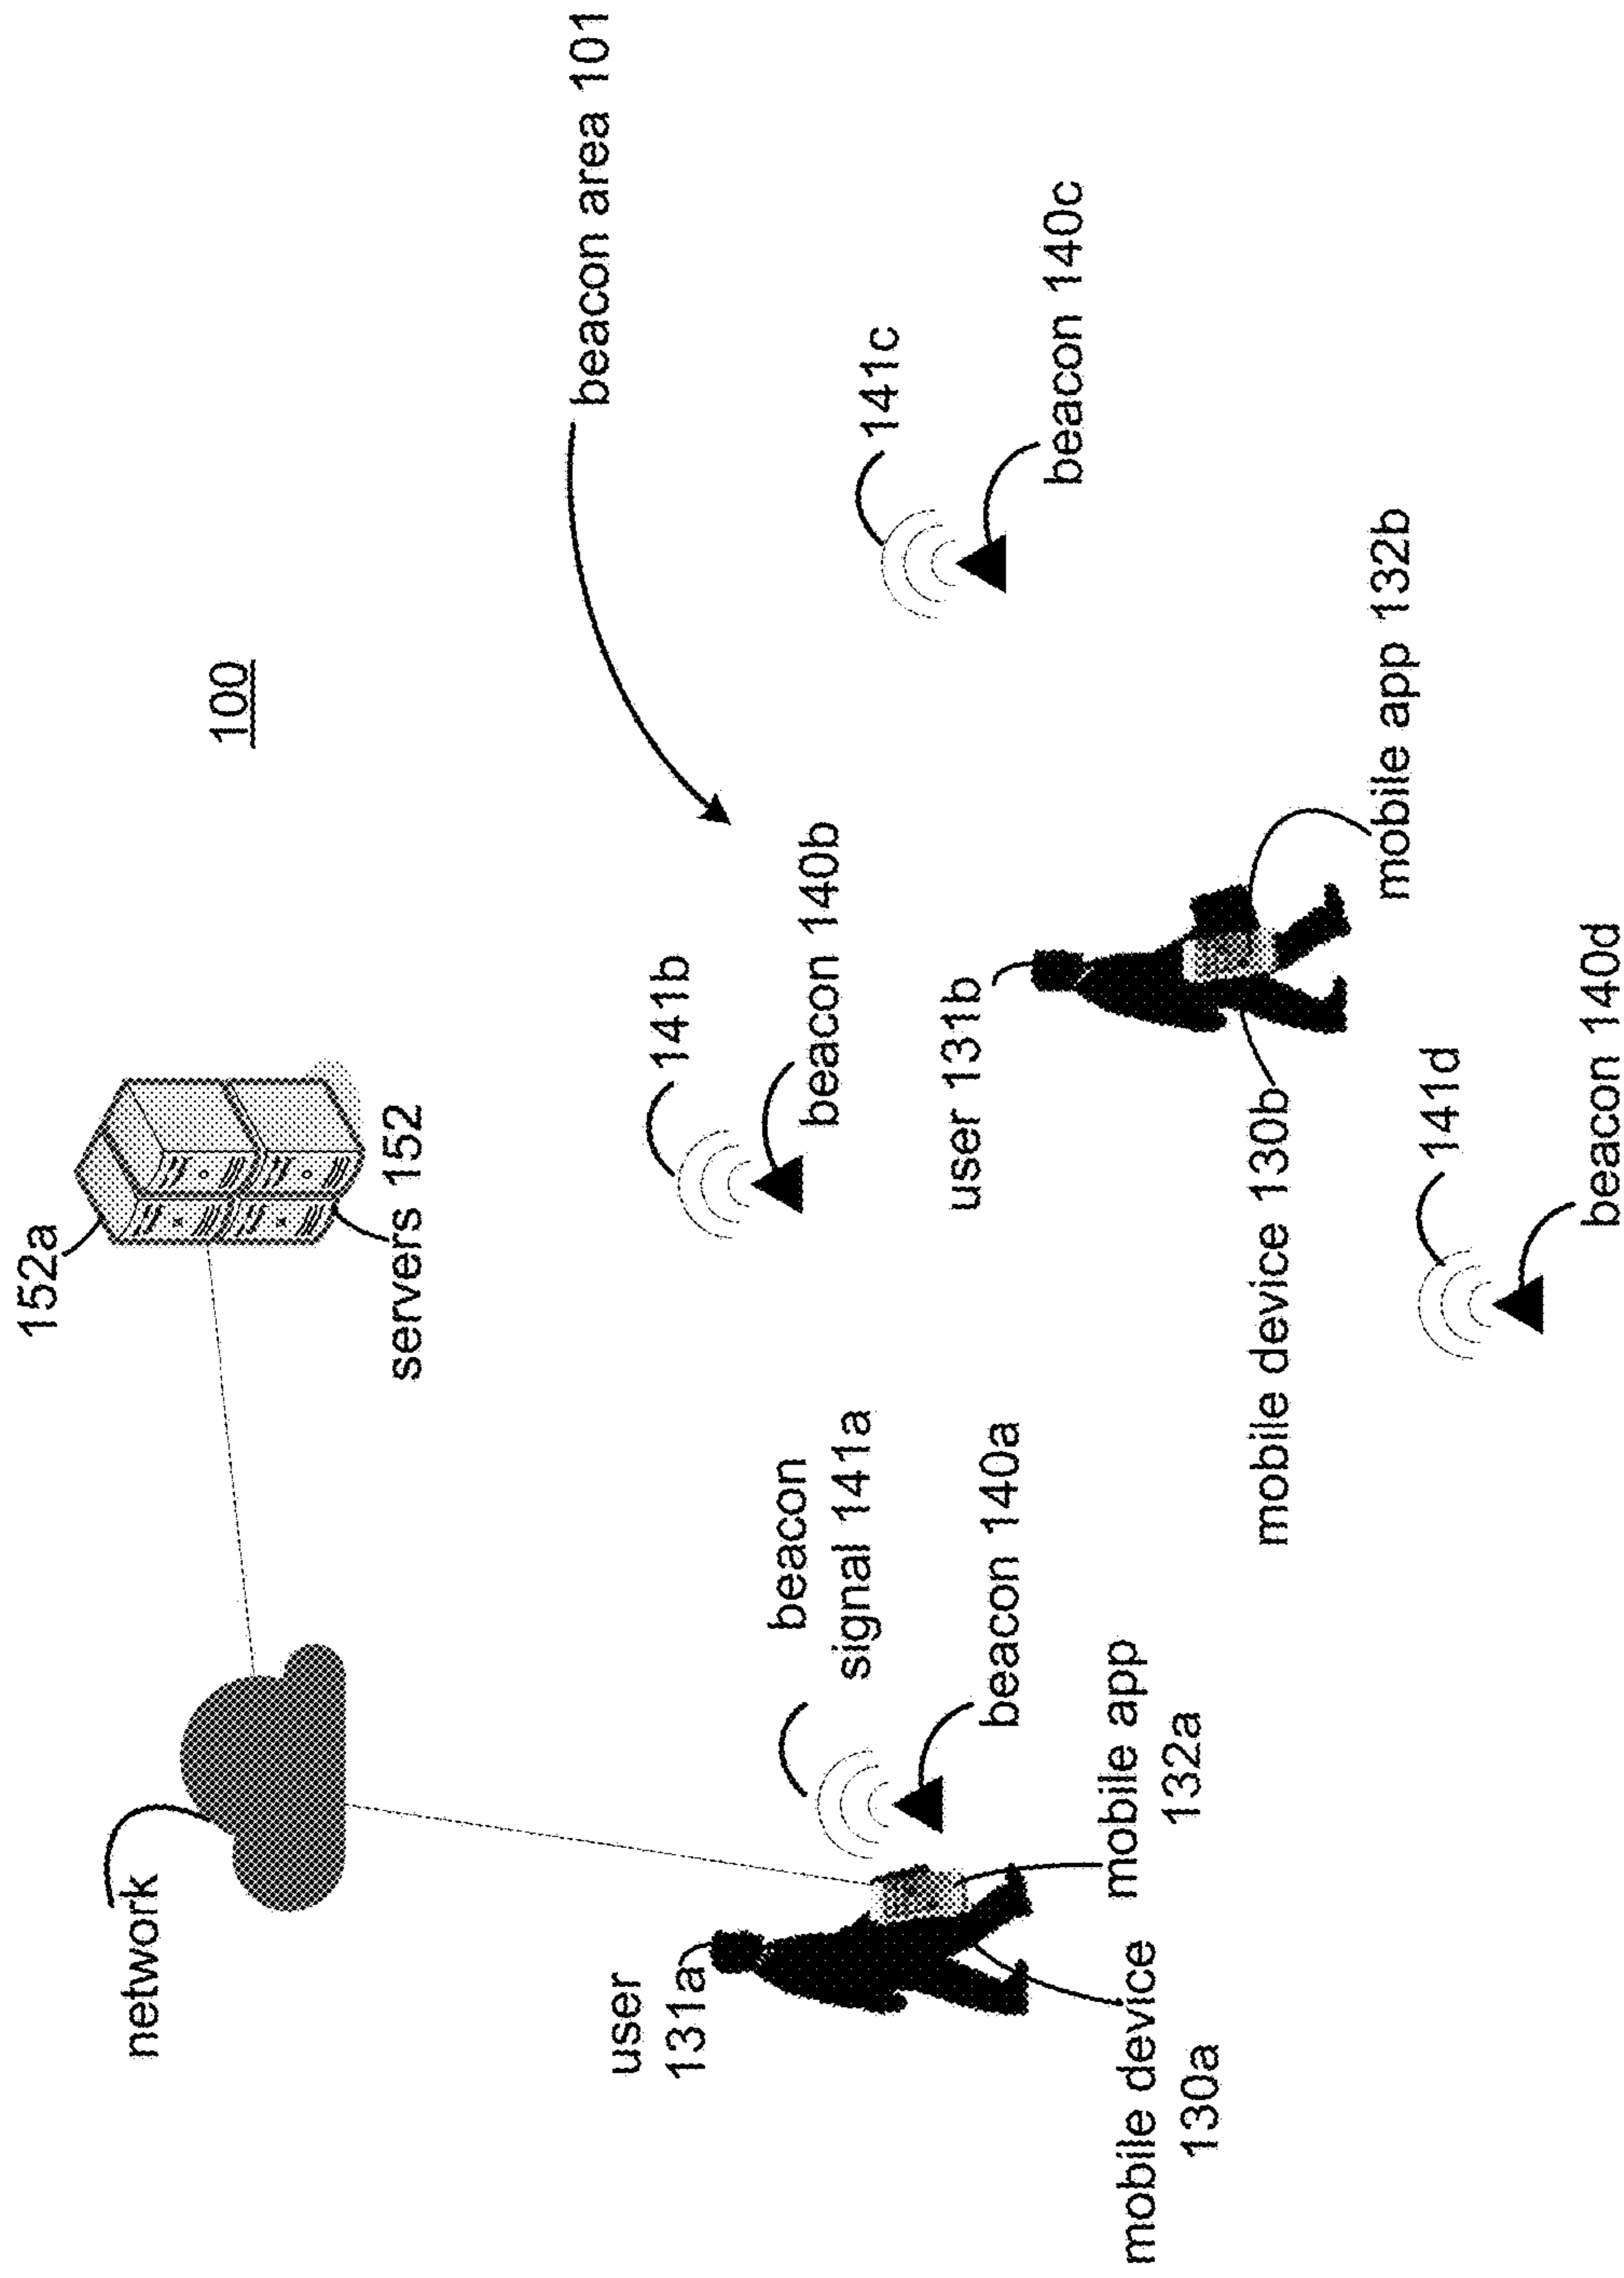 100
152a
network
servers 152
beacon area 101
141b
beacon 140b
beacon
signal 141a
141c
beacon 140a
beacon 140c
user
131a
user 131b
mobile app
132a
mobile device
130a
mobile device 130b
mobile app 132b
141d
beacon 140d